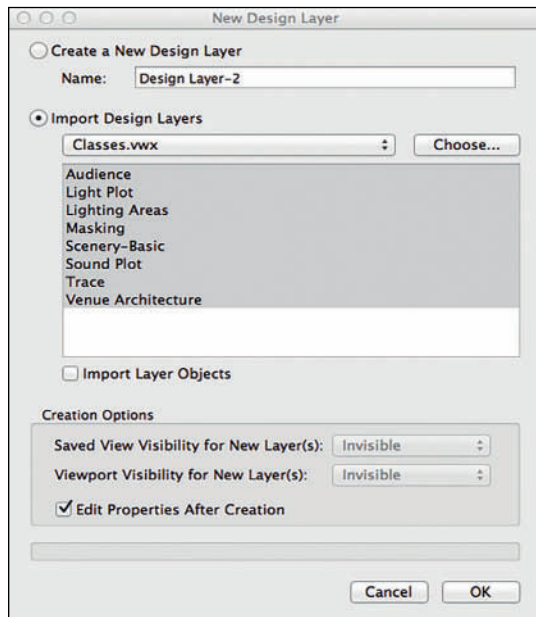 New Design Layer
Create a New Design Layer
Name: Design Layer-2
Import Design Layers
Classes.vwx Choose...
Audience
Light Plot
Lighting Areas
Masking
Scenery-Basic
Sound Plot
Trace
Venue Architecture
Import Layer Objects
Creation Options
Saved View Visibility for New Layer(s): Invisible
Viewport Visibility for New Layer(s): Invisible
Edit Properties After Creation
Cancel OK